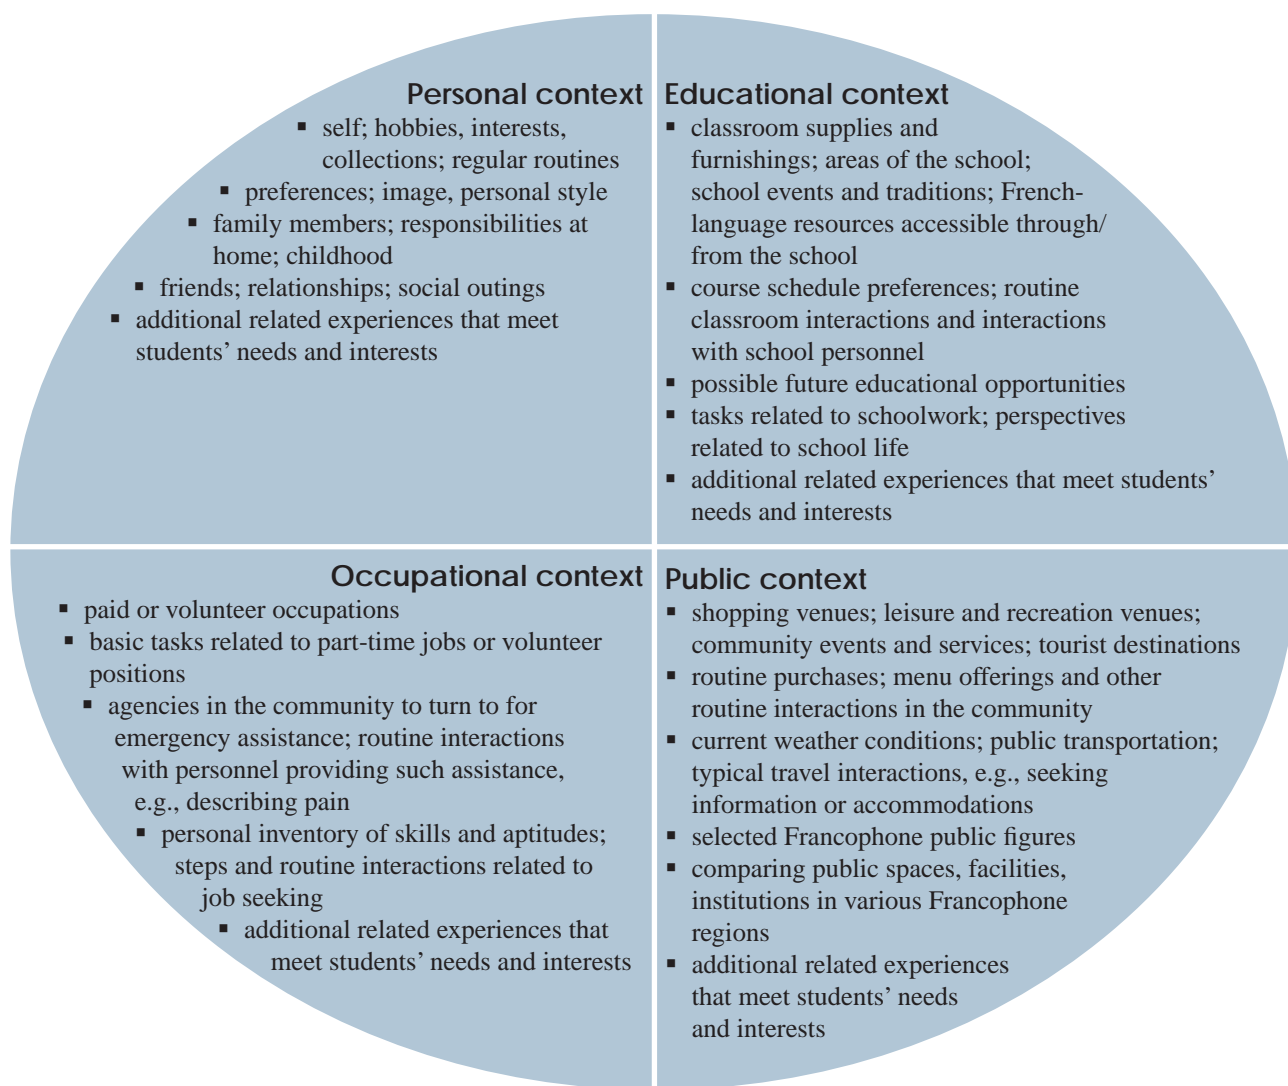 Personal context
▪ self; hobbies, interests,
collections; regular routines
▪ preferences; image, personal style
▪ family members; responsibilities at
home; childhood
▪ friends; relationships; social outings
▪ additional related experiences that meet
students’ needs and interests
Educational context
▪ classroom supplies and
furnishings; areas of the school;
school events and traditions; French-
language resources accessible through/
from the school
▪ course schedule preferences; routine
classroom interactions and interactions
with school personnel
▪ possible future educational opportunities
▪ tasks related to schoolwork; perspectives
related to school life
▪ additional related experiences that meet students’
needs and interests
Occupational context
▪ paid or volunteer occupations
▪ basic tasks related to part-time jobs or volunteer
positions
▪ agencies in the community to turn to for
emergency assistance; routine interactions
with personnel providing such assistance,
e.g., describing pain
▪ personal inventory of skills and aptitudes;
steps and routine interactions related to
job seeking
▪ additional related experiences that
meet students’ needs and interests
Public context
▪ shopping venues; leisure and recreation venues;
community events and services; tourist destinations
▪ routine purchases; menu offerings and other
routine interactions in the community
▪ current weather conditions; public transportation;
typical travel interactions, e.g., seeking
information or accommodations
▪ selected Francophone public figures
▪ comparing public spaces, facilities,
institutions in various Francophone
regions
▪ additional related experiences
that meet students’ needs
and interests